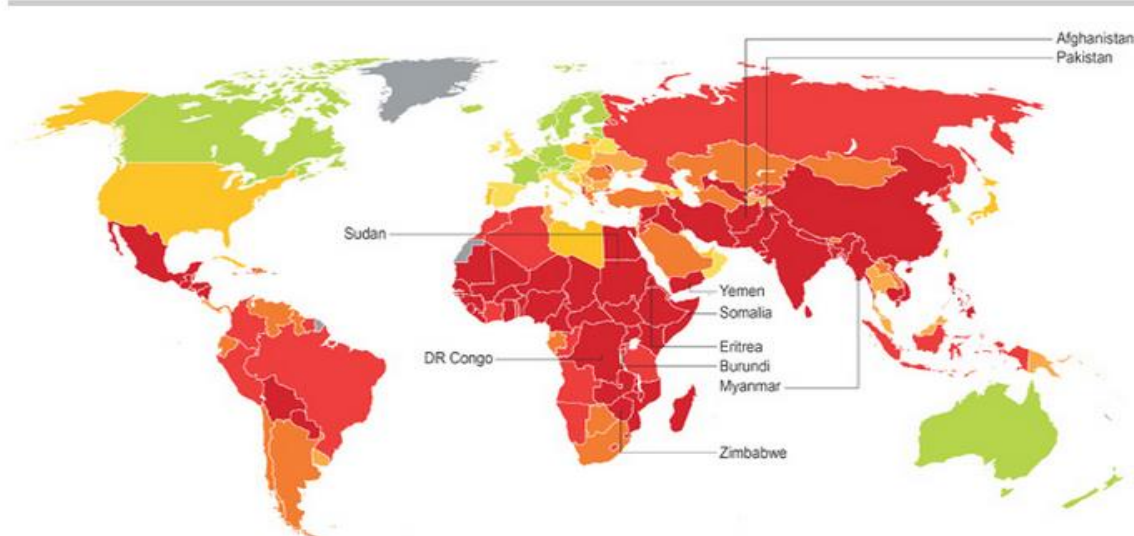 Afghanistan
Pakistan
Sudan
Yemen
Somalia
Eritrea
DR Congo
Burundi
Myanmar
Zimbabwe